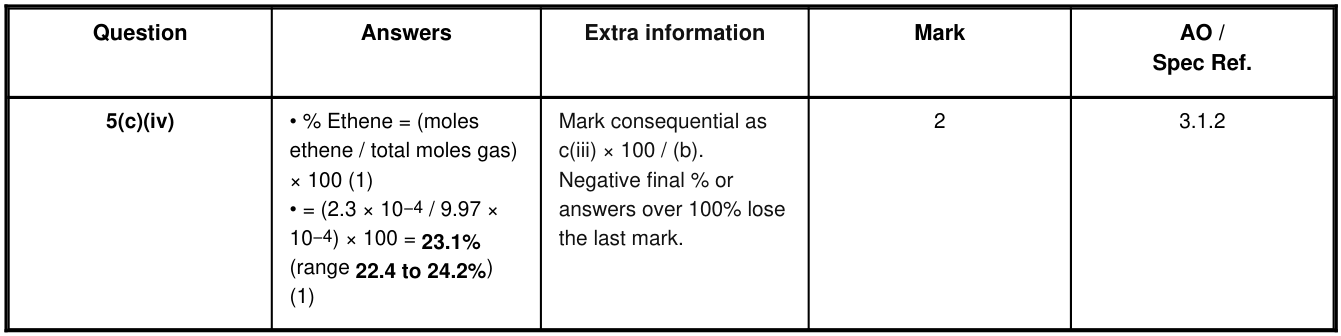 Question
Answers
Extra information
Mark
AO /
Spec Ref.
5(c)(iv)
• % Ethene = (moles
ethene / total moles gas)
× 100 (1)
• = (2.3 × 10–4 / 9.97 ×
10–4) × 100 = 23.1%
(range 22.4 to 24.2%)
(1)
Mark consequential as
c(iii) × 100 / (b).
Negative final % or
answers over 100% lose
the last mark.
2
3.1.2